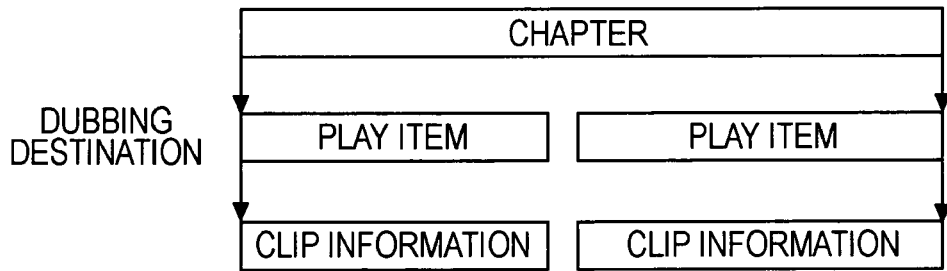 CHAPTER
DUBBING
DESTINATION
PLAY ITEM
PLAY ITEM
CLIP INFORMATION
CLIP INFORMATION